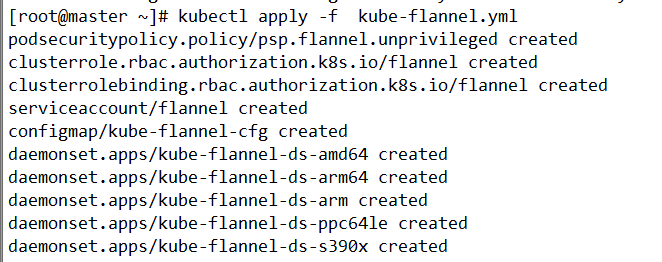 [root@master ~]# kubectl apply -f  kube-flannel.yml
podsecuritypolicy.policy/psp.flannel.unprivileged created
clusterrole.rbac.authorization.k8s.io/flannel created
clusterrolebinding.rbac.authorization.k8s.io/flannel created
serviceaccount/flannel created
configmap/kube-flannel-cfg created
daemonset.apps/kube-flannel-ds-amd64 created
daemonset.apps/kube-flannel-ds-arm64 created
daemonset.apps/kube-flannel-ds-arm created
daemonset.apps/kube-flannel-ds-ppc64le created
daemonset.apps/kube-flannel-ds-s390x created